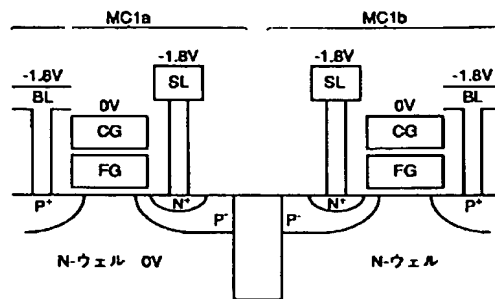 MC1a MC1b
-1.8V -1.8V
-1.8V SL SL -1.8V
BL 0V 0V BL
CG CG
FG FG
P+ N+ P- P- N+ P+
N-ウェル 0V N-ウェル